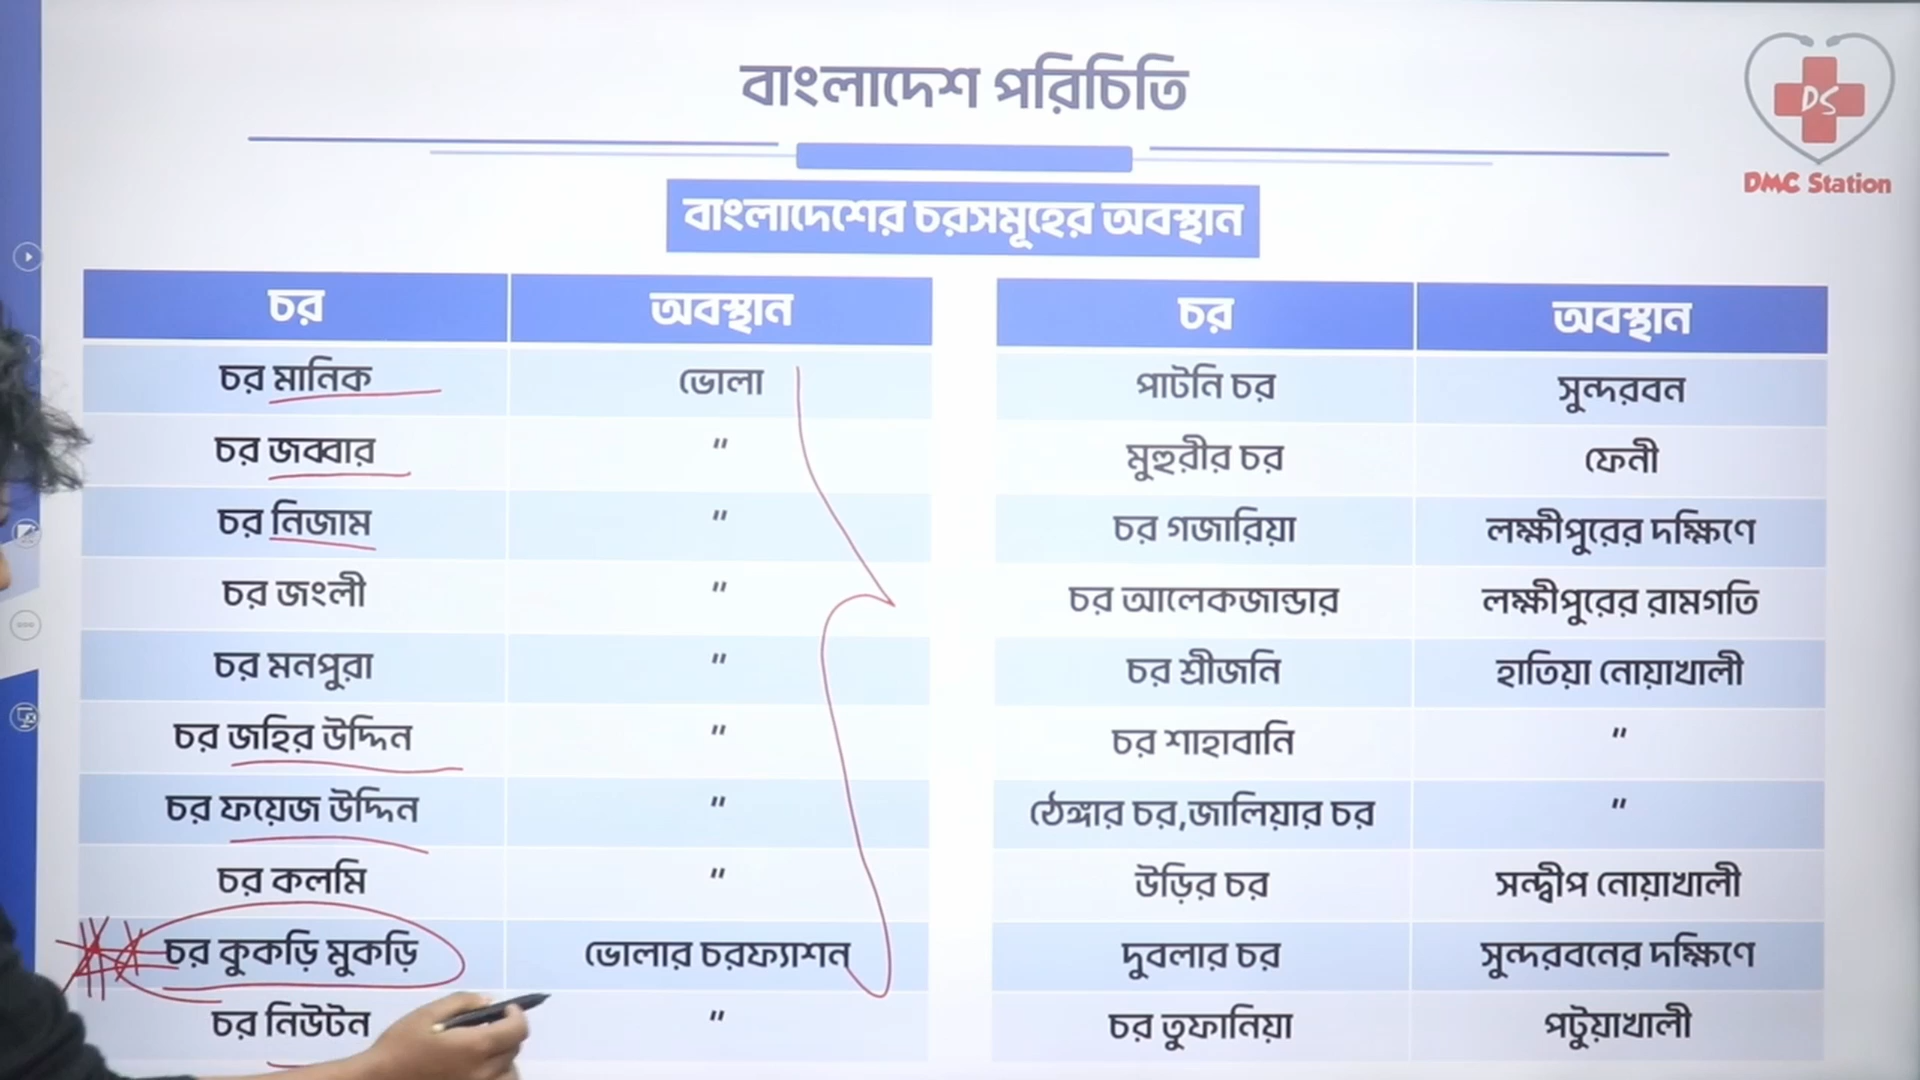 বাংলাদেশ পরিচিতি
DS
DMC Station
বাংলাদেশের চরসমূহের অবস্থান
চর অবস্থান
চর মানিক ভোলা
চর জব্বার "
চর নিজাম "
চর জংলী "
চর মনপুরা "
চর জহির উদ্দিন "
চর ফয়েজ উদ্দিন "
চর কলমি "
চর কুকড়ি মুকড়ি ভোলার চরফ্যাশন
চর নিউটন "
চর অবস্থান
পাটনি চর সুন্দরবন
মুহুরীর চর ফেনী
চর গজারিয়া লক্ষীপুরের দক্ষিণে
চর আলেকজান্ডার লক্ষীপুরের রামগতি
চর শ্রীজনি হাতিয়া নোয়াখালী
চর শাহাবানি "
ঠেঙ্গার চর,জালিয়ার চর "
উড়ির চর সন্দ্বীপ নোয়াখালী
দুবলার চর সুন্দরবনের দক্ষিণে
চর তুফানিয়া পটুয়াখালী